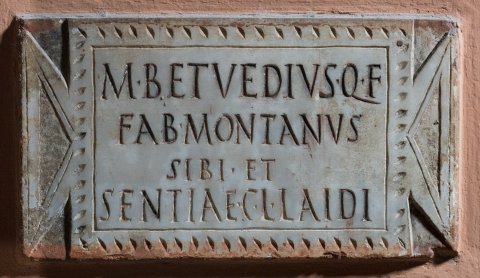 M·BETVEDIVS Q·F
FAB MONTANVS
SIBI · ET
SENTIAE·C·L·LAIDI